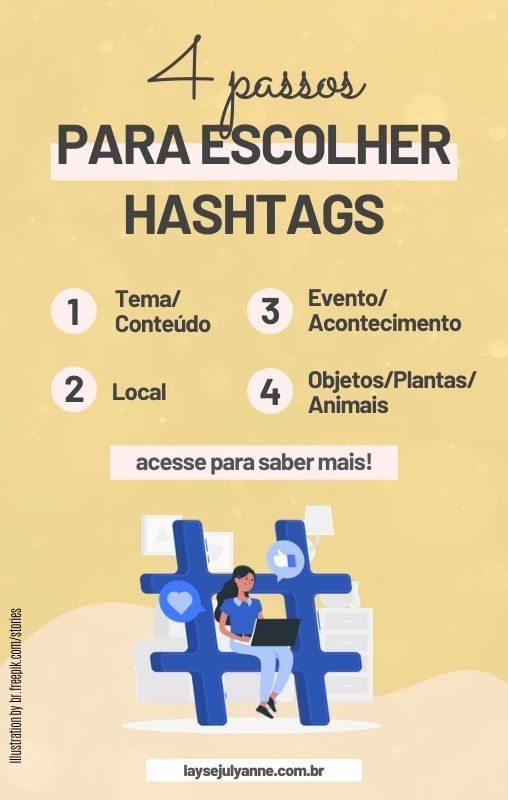 4 passos
PARA ESCOLHER
HASHTAGS
1
Tema/
Conteúdo
2
Local
3
Evento/
Acontecimento
4
Objetos/Plantas/
Animais
acesse para saber mais!
Illustration by br.freepik.com/stories
laysejulyanne.com.br